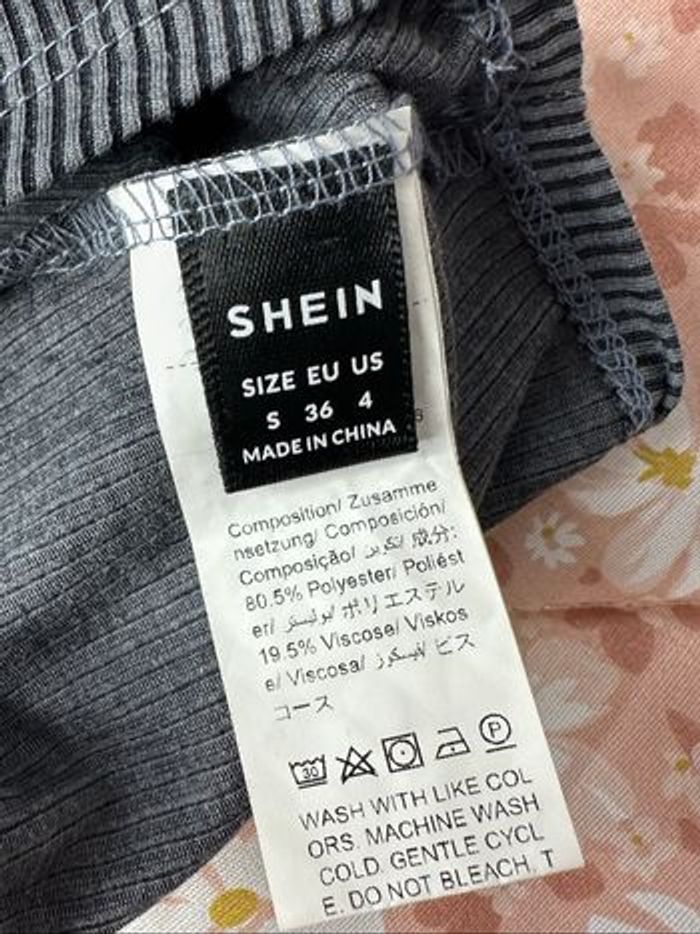 SHEIN
SIZE EU US
S 36 4
MADE IN CHINA
Composition/ Zusamme
nsetzung/ Composición/
Composição/ تكوين/ 成分:
80.5% Polyester/ Poliést
er/ بوليستر/ ポリエステル
19.5% Viscose/ Viskos
e/ Viscosa/ فيسكوز/ ビス
コース
30
P
WASH WITH LIKE COL
ORS. MACHINE WASH
COLD. GENTLE CYCL
E. DO NOT BLEACH. T